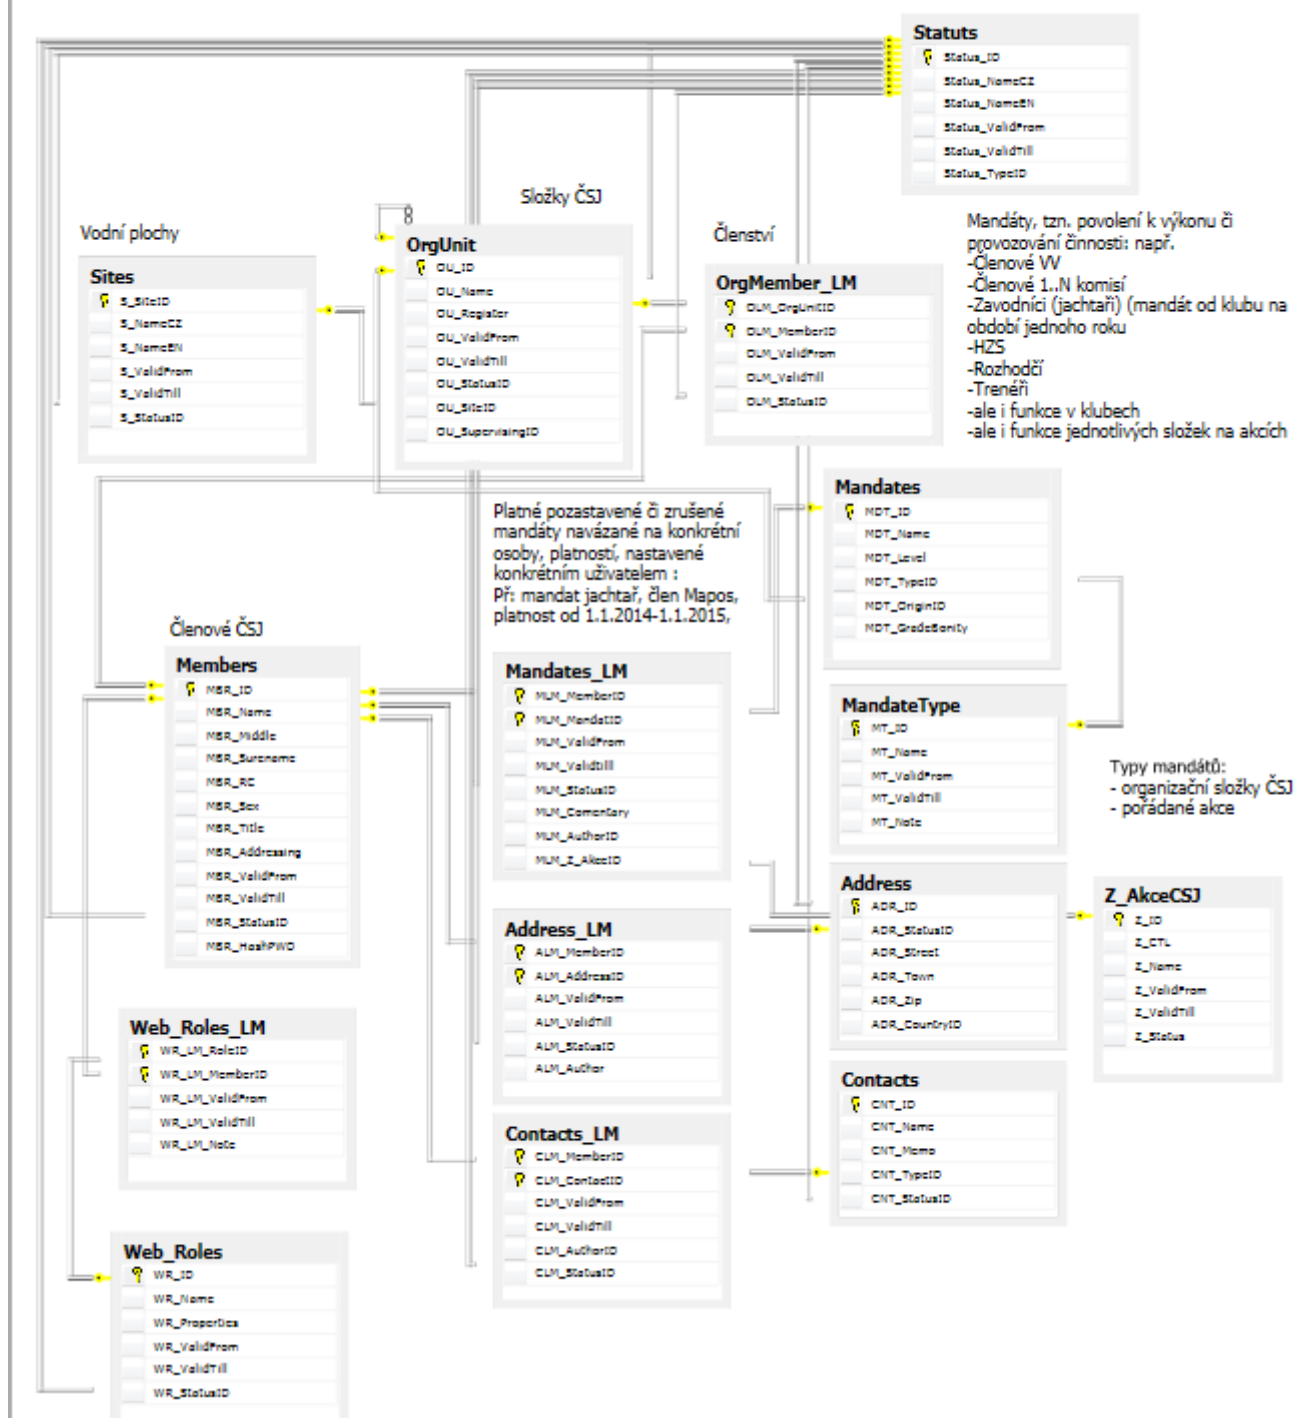 Statuts
Status_ID
Status_NameCZ
Status_NameEN
Status_ValidFrom
Status_ValidTill
Status_TypeID
Složky ČSJ
Vodní plochy
Členství
Mandáty, tzn. povolení k výkonu či
provozování činnosti: např.
-Členové VV
-Členové 1..N komisí
-Zavodníci (jachtaři) (mandát od klubu na
období jednoho roku
-HZS
-Rozhodčí
-Trenéři
-ale i funkce v klubech
-ale i funkce jednotlivých složek na akcích
Sites
S_SiteID
S_NameCZ
S_NameEN
S_ValidFrom
S_ValidTill
S_StatusID
OrgUnit
OU_ID
OU_Name
OU_Register
OU_ValidFrom
OU_ValidTill
OU_StatusID
OU_SiteID
OU_SupervisingID
OrgMember_LM
OLM_OrgUnitID
OLM_MemberID
OLM_ValidFrom
OLM_ValidTill
OLM_StatusID
Mandates
MDT_ID
MDT_Name
MDT_Level
MDT_TypeID
MDT_OriginID
MDT_GradeBonity
Platné pozastavené či zrušené
mandáty navázané na konkrétní
osoby, platností, nastavené
konkrétním uživatelem :
Př: mandat jachtař, člen Mapos,
platnost od 1.1.2014-1.1.2015,
Členové ČSJ
Members
MBR_ID
MBR_Name
MBR_Middle
MBR_Surename
MBR_RC
MBR_Sex
MBR_Title
MBR_Addressing
MBR_ValidFrom
MBR_ValidTill
MBR_StatusID
MBR_HashPWD
Mandates_LM
MLM_MemberID
MLM_MandatID
MLM_ValidFrom
MLM_Validtill
MLM_StatusID
MLM_Comentary
MLM_AuthorID
MLM_Z_AkceID
MandateType
MT_ID
MT_Name
MT_ValidFrom
MT_ValidTill
MT_Note
Typy mandátů:
- organizační složky ČSJ
- pořádané akce
Address
ADR_ID
ADR_StatusID
ADR_Street
ADR_Town
ADR_Zip
ADR_CountryID
Z_AkceCSJ
Z_ID
Z_CTL
Z_Name
Z_ValidFrom
Z_ValidTill
Z_Status
Address_LM
ALM_MemberID
ALM_AddressID
ALM_ValidFrom
ALM_ValidTill
ALM_StatusID
ALM_Author
Web_Roles_LM
WR_LM_RoleID
WR_LM_MemberID
WR_LM_ValidFrom
WR_LM_ValidTill
WR_LM_Note
Contacts
CNT_ID
CNT_Name
CNT_Memo
CNT_TypeID
CNT_StatusID
Contacts_LM
CLM_MemberID
CLM_ContactID
CLM_ValidFrom
CLM_ValidTill
CLM_AuthorID
CLM_StatusID
Web_Roles
WR_ID
WR_Name
WR_Properties
WR_ValidFrom
WR_ValidTill
WR_StatusID